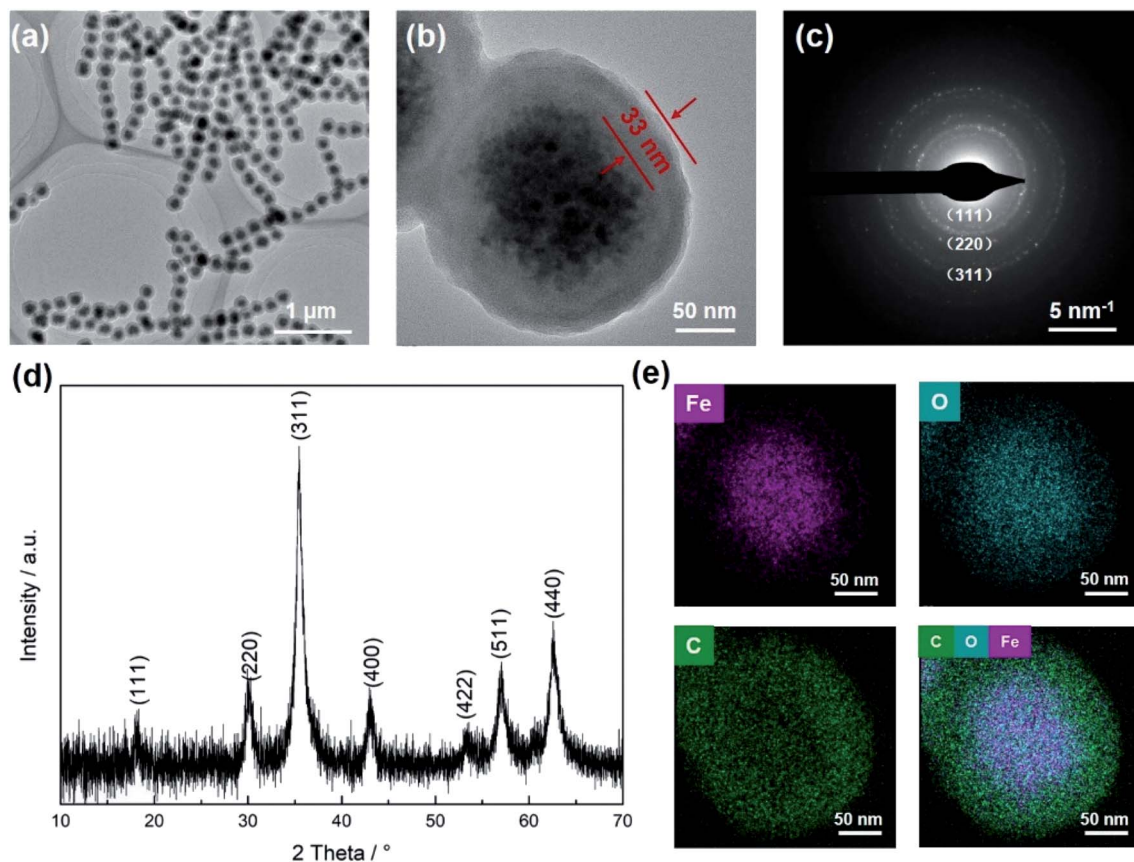 (a)
1 μm
(b)
33 nm
50 nm
(c)
(111)
(220)
(311)
5 nm-1
(d)
Intensity / a.u.
(111)
(220)
(311)
(400)
(422)
(511)
(440)
10 20 30 40 50 60 70
2 Theta / °
(e)
Fe
50 nm
O
50 nm
C
50 nm
C O Fe
50 nm